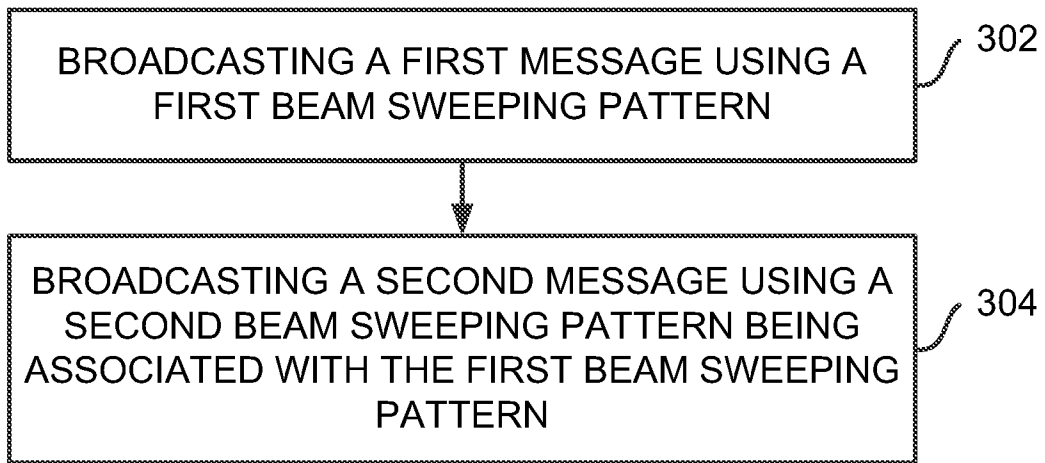 BROADCASTING A FIRST MESSAGE USING A
FIRST BEAM SWEEPING PATTERN
302
BROADCASTING A SECOND MESSAGE USING A
SECOND BEAM SWEEPING PATTERN BEING
ASSOCIATED WITH THE FIRST BEAM SWEEPING
PATTERN
304